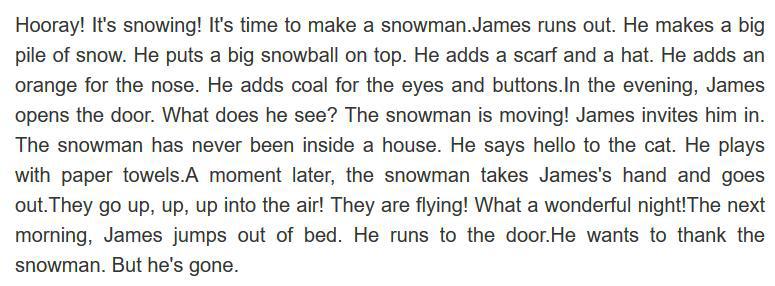 Hooray! It's snowing! It's time to make a snowman.James runs out. He makes a big
pile of snow. He puts a big snowball on top. He adds a scarf and a hat. He adds an
orange for the nose. He adds coal for the eyes and buttons.In the evening, James
opens the door. What does he see? The snowman is moving! James invites him in.
The snowman has never been inside a house. He says hello to the cat. He plays
with paper towels.A moment later, the snowman takes James's hand and goes
out.They go up, up, up into the air! They are flying! What a wonderful night!The next
morning, James jumps out of bed. He runs to the door.He wants to thank the
snowman. But he's gone.